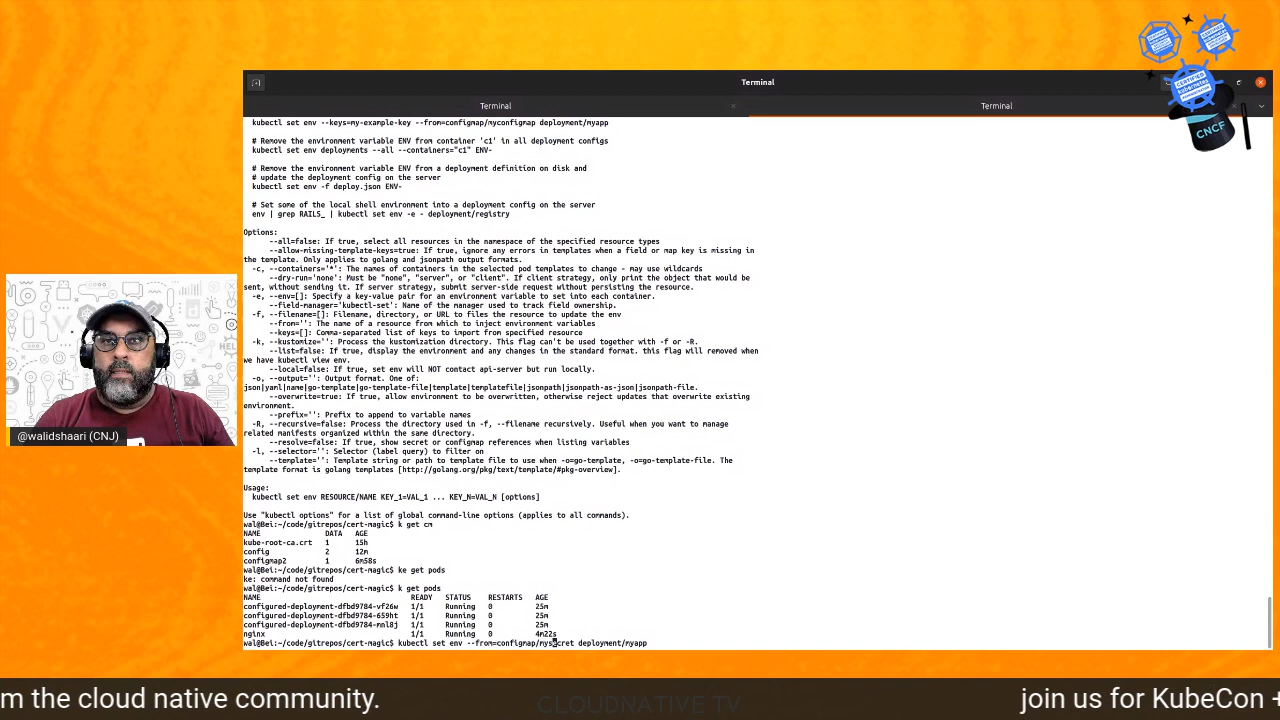 Terminal
Terminal
Terminal
kubectl set env --keys=my-example-key --from=configmap/myconfigmap deployment/myapp
# Remove the environment variable ENV from container 'c1' in all deployment configs
kubectl set env deployments --all --containers="c1" ENV-
# Remove the environment variable ENV from a deployment definition on disk and
# update the deployment config on the server
kubectl set env -f deploy.json ENV-
# Set some of the local shell environment into a deployment config on the server
env | grep RAILS_ | kubectl set env -e - deployment/registry
Options:
--all=false: If true, select all resources in the namespace of the specified resource types
--allow-missing-template-keys=true: If true, ignore any errors in templates when a field or map key is missing in
the template. Only applies to golang and jsonpath output formats.
-c, --containers='*': The names of containers in the selected pod templates to change - may use wildcards
--dry-run='none': Must be "none", "server", or "client". If client strategy, only print the object that would be
sent, without sending it. If server strategy, submit server-side request without persisting the resource.
-e, --env=[]: Specify a key-value pair for an environment variable to set into each container.
--field-manager='kubectl-set': Name of the manager used to track field ownership.
-f, --filename=[]: Filename, directory, or URL to files the resource to update the env
--from='': The name of a resource from which to inject environment variables
--keys=[]: Comma-separated list of keys to import from specified resource
-k, --kustomize='': Process the kustomization directory. This flag can't be used together with -f or -R.
--list=false: If true, display the environment and any changes in the standard format. this flag will removed when
we have kubectl view env.
--local=false: If true, set env will NOT contact api-server but run locally.
-o, --output='': Output format. One of:
json|yaml|name|go-template|go-template-file|template|templatefile|jsonpath|jsonpath-as-json|jsonpath-file.
--overwrite=true: If true, allow environment to be overwritten, otherwise reject updates that overwrite existing
environment.
--prefix='': Prefix to append to variable names
-R, --recursive=false: Process the directory used in -f, --filename recursively. Useful when you want to manage
related manifests organized within the same directory.
--resolve=false: If true, show secret or configmap references when listing variables
-l, --selector='': Selector (label query) to filter on
--template='': Template string or path to template file to use when -o=go-template, -o=go-template-file. The
template format is golang templates [http://golang.org/pkg/text/template/#pkg-overview].
Usage:
kubectl set env RESOURCE/NAME KEY_1=VAL_1 ... KEY_N=VAL_N [options]
Use "kubectl options" for a list of global command-line options (applies to all commands).
wal@Bei:~/code/gitrepos/cert-magic$ k get cm
NAME DATA AGE
kube-root-ca.crt 1 15h
config 2 12m
configmap2 1 6m58s
wal@Bei:~/code/gitrepos/cert-magic$ ke get pods
ke: command not found
wal@Bei:~/code/gitrepos/cert-magic$ k get pods
NAME READY STATUS RESTARTS AGE
configured-deployment-dfbd9784-vf26w 1/1 Running 0 25m
configured-deployment-dfbd9784-659ht 1/1 Running 0 25m
configured-deployment-dfbd9784-mnl8j 1/1 Running 0 25m
nginx 1/1 Running 0 4m22s
wal@Bei:~/code/gitrepos/cert-magic$ kubectl set env --from=configmap/mysecret deployment/myapp
@walidshaari (CNJ)
CNCF
m the cloud native community.
CLOUDNATIVE TV
join us for KubeCon +